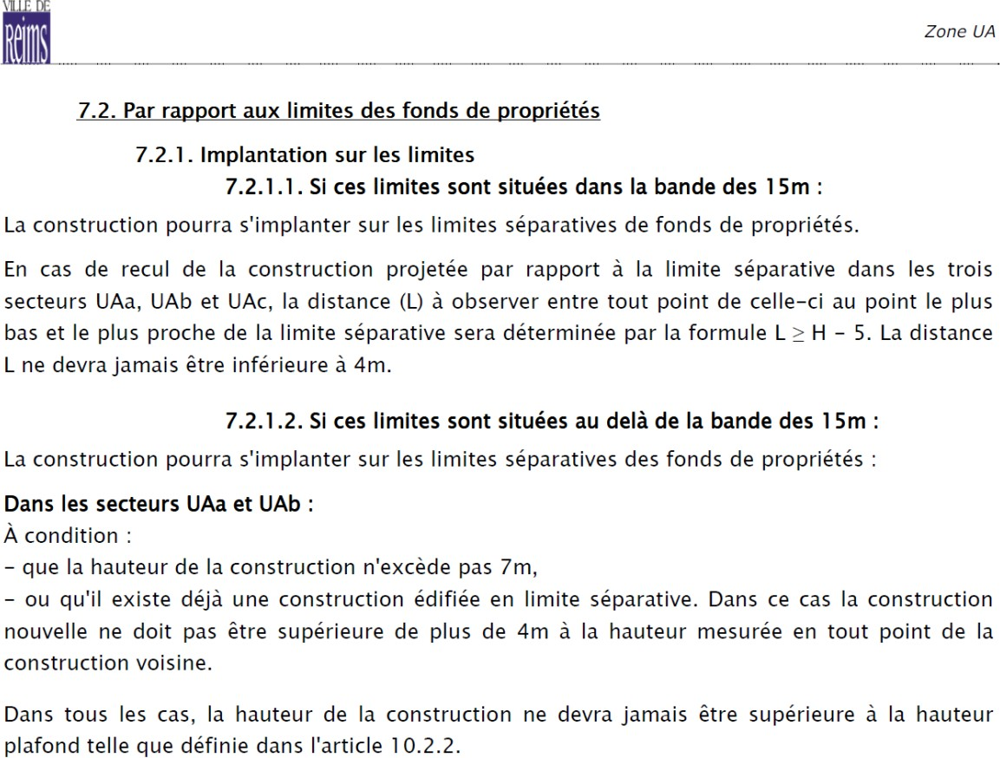 VILLE DE
Reims
Zone UA
7.2. Par rapport aux limites des fonds de propriétés
7.2.1. Implantation sur les limites
7.2.1.1. Si ces limites sont situées dans la bande des 15m :
La construction pourra s'implanter sur les limites séparatives de fonds de propriétés.
En cas de recul de la construction projetée par rapport à la limite séparative dans les trois
secteurs UAa, UAb et UAc, la distance (L) à observer entre tout point de celle-ci au point le plus
bas et le plus proche de la limite séparative sera déterminée par la formule L ≥ H – 5. La distance
L ne devra jamais être inférieure à 4m.
7.2.1.2. Si ces limites sont situées au delà de la bande des 15m :
La construction pourra s'implanter sur les limites séparatives des fonds de propriétés :
Dans les secteurs UAa et UAb :
À condition :
– que la hauteur de la construction n'excède pas 7m,
– ou qu'il existe déjà une construction édifiée en limite séparative. Dans ce cas la construction
nouvelle ne doit pas être supérieure de plus de 4m à la hauteur mesurée en tout point de la
construction voisine.
Dans tous les cas, la hauteur de la construction ne devra jamais être supérieure à la hauteur
plafond telle que définie dans l'article 10.2.2.